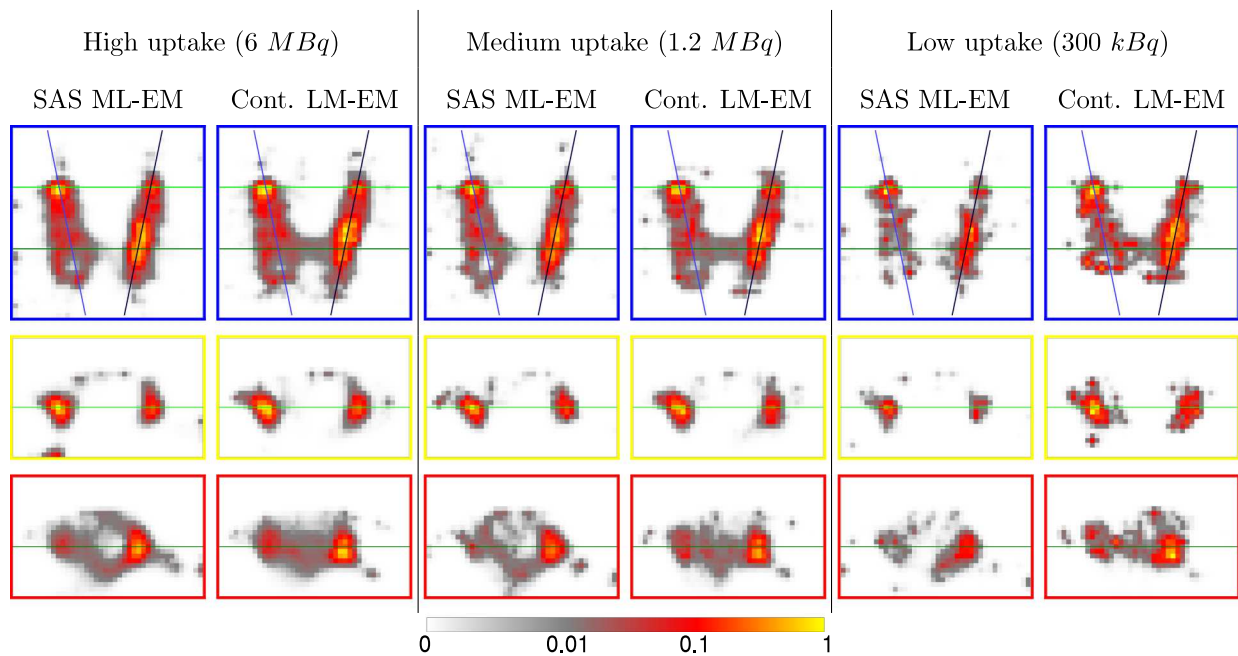 High uptake (6 MBq) Medium uptake (1.2 MBq) Low uptake (300 kBq)
SAS ML-EM Cont. LM-EM SAS ML-EM Cont. LM-EM SAS ML-EM Cont. LM-EM
0 0.01 0.1 1